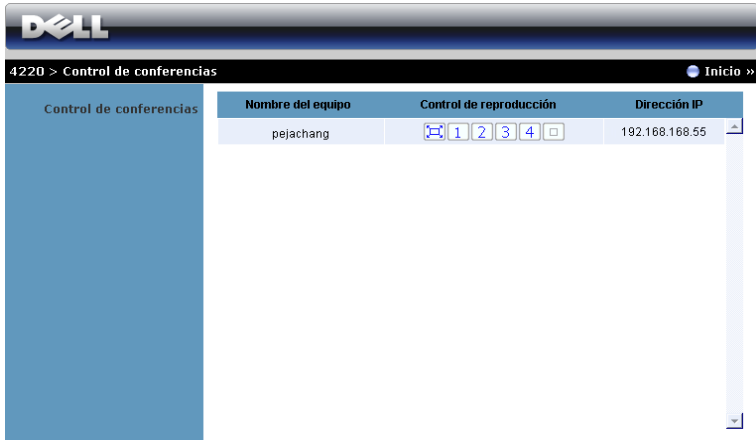 DELL
4220 > Control de conferencias
Inicio »
Control de conferencias
Nombre del equipo Control de reproducción Dirección IP
pejachang 1 2 3 4 192.168.168.55